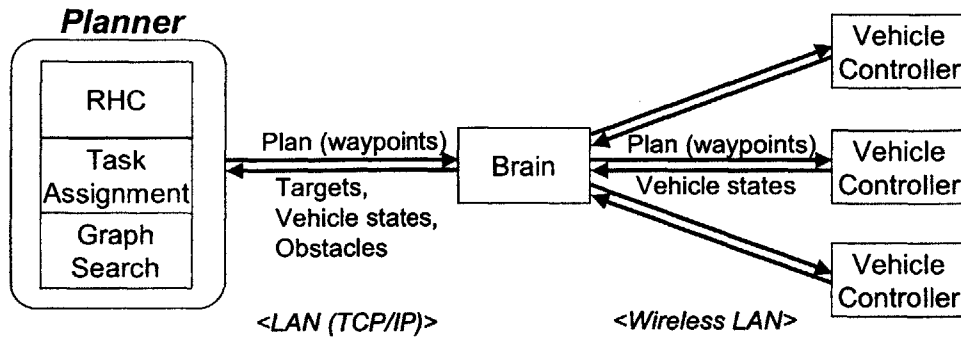 Planner
RHC
Task
Assignment
Graph
Search
Plan (waypoints)
Targets,
Vehicle states,
Obstacles
<LAN (TCP/IP)>
Brain
Plan (waypoints)
Vehicle states
<Wireless LAN>
Vehicle
Controller
Vehicle
Controller
Vehicle
Controller